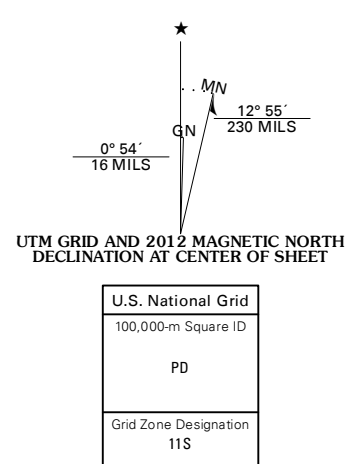 ★
MN
GN
12° 55´
230 MILS
0° 54´
16 MILS
UTM GRID AND 2012 MAGNETIC NORTH
DECLINATION AT CENTER OF SHEET
U.S. National Grid
100,000-m Square ID
PD
Grid Zone Designation
11S